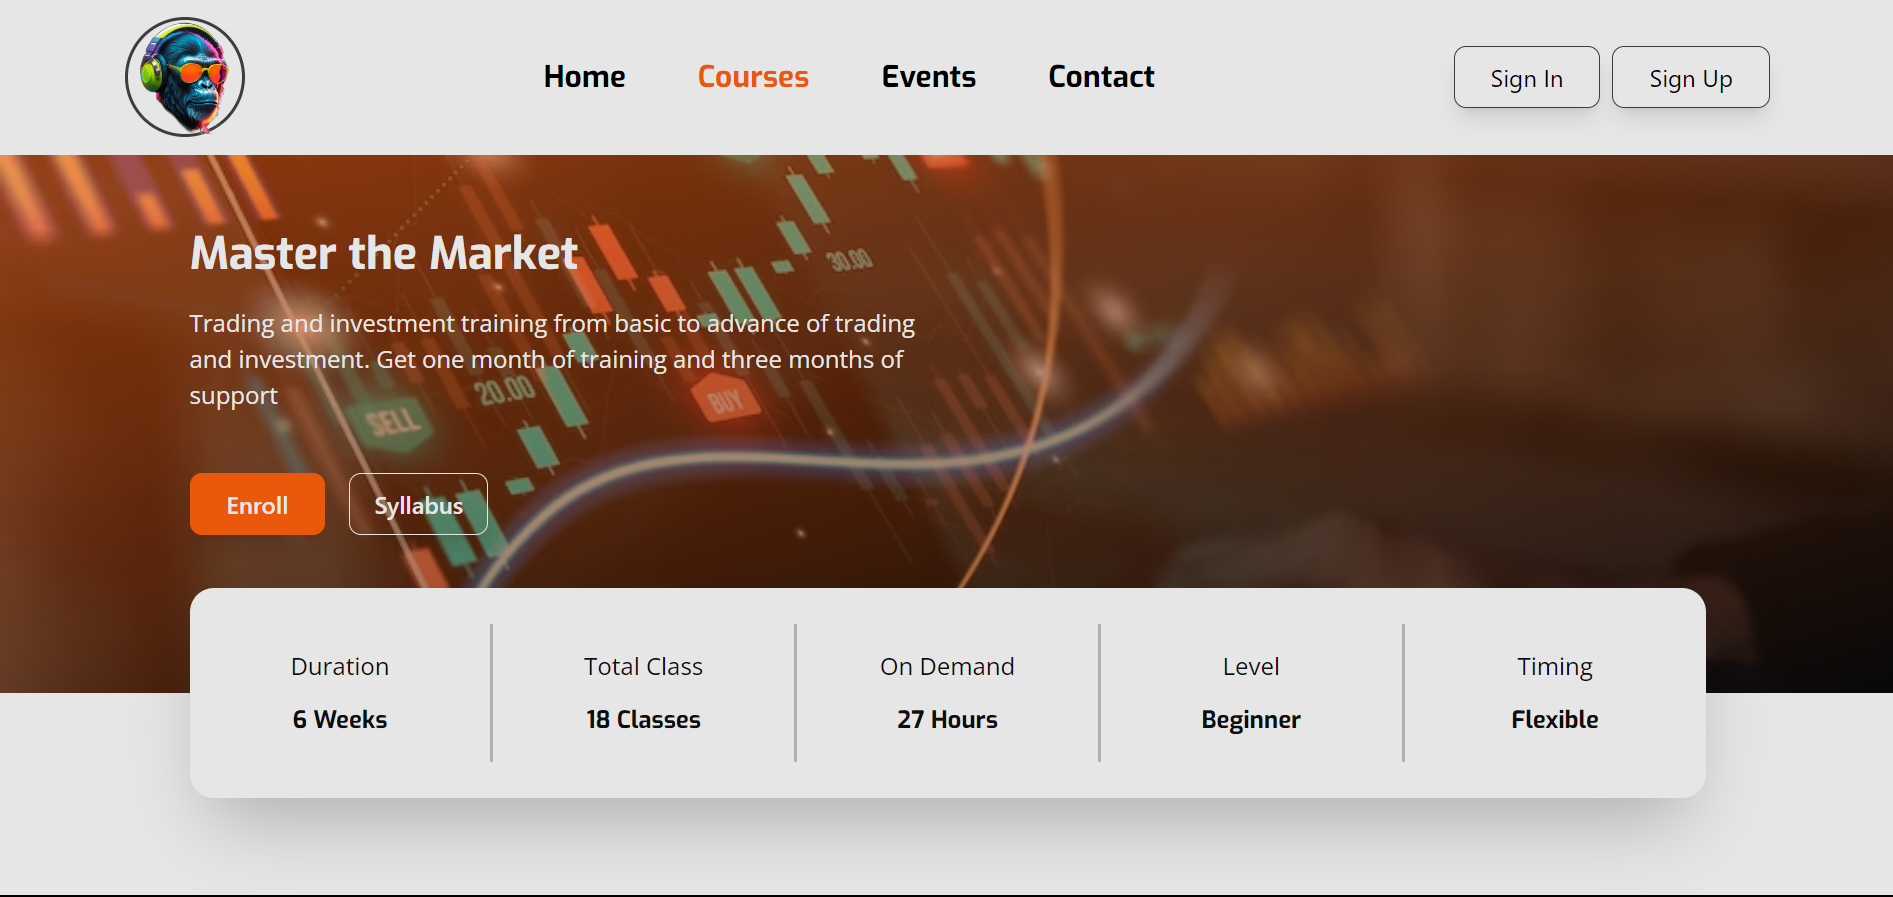 Home Courses Events Contact Sign In Sign Up
Master the Market
30.00
Trading and investment training from basic to advance of trading
and investment. Get one month of training and three months of
support
20.00
BUY
SELL
Enroll Syllabus
Duration Total Class On Demand Level Timing
6 Weeks 18 Classes 27 Hours Beginner Flexible